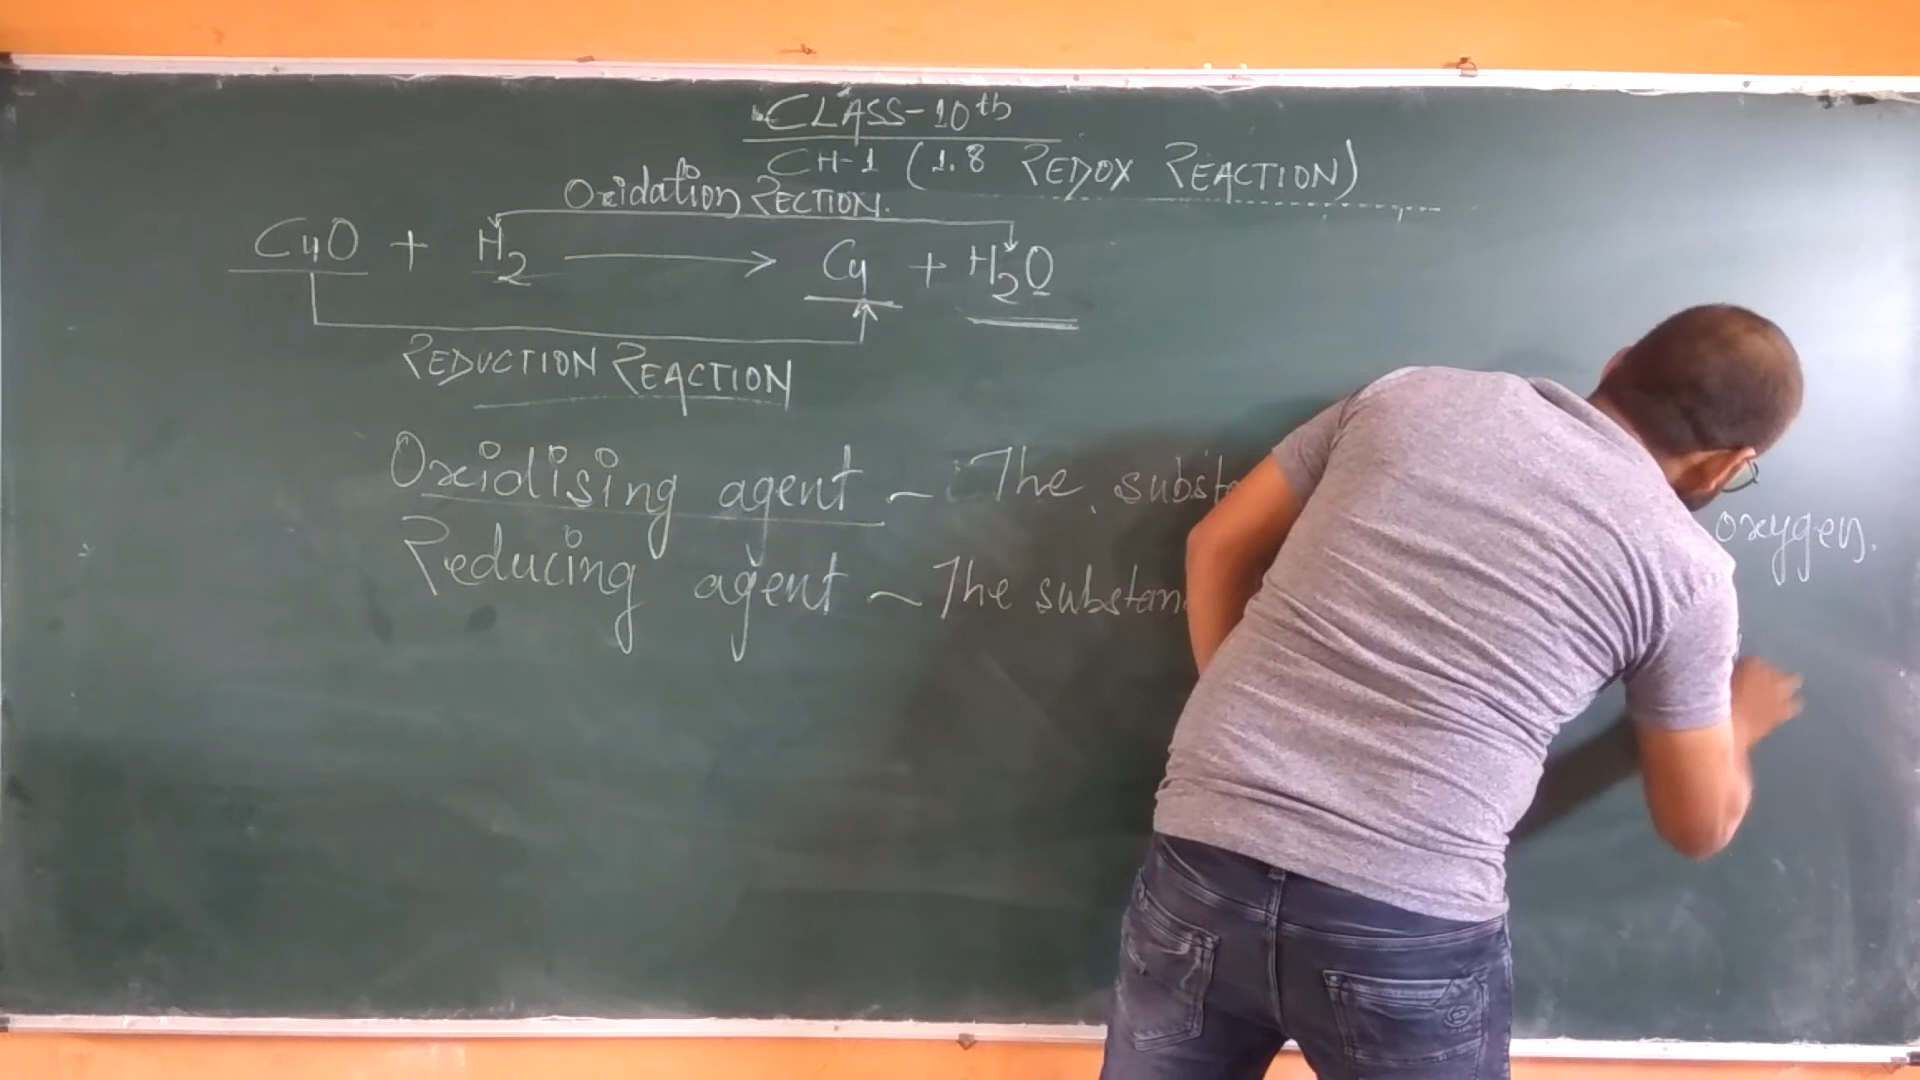 CLASS-10th
CH-1 (1.8 REDOX REACTION)
Oxidation RECTION.
CuO + H2 → Cu + H2O
REDUCTION REACTION
Oxidising agent - The subst
oxygen.
Reducing agent - The substan